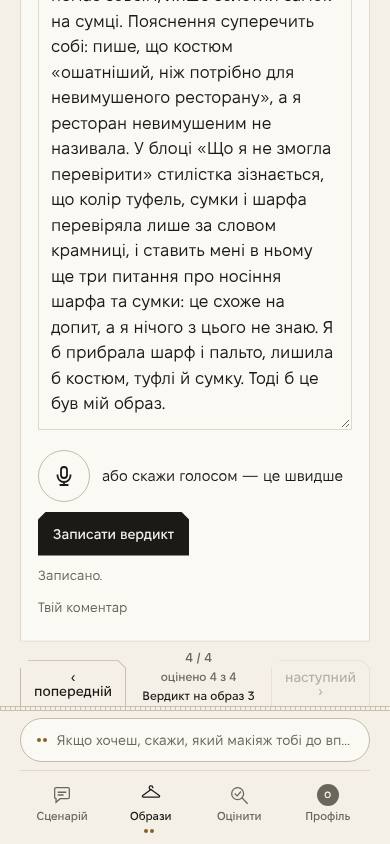 на сумці. Пояснення суперечить
собі: пише, що костюм
«ошатніший, ніж потрібно для
невимушеного ресторану», а я
ресторан невимушеним не
називала. У блоці «Що я не змогла
перевірити» стилістка зізнається,
що колір туфель, сумки і шарфа
перевіряла лише за словом
крамниці, і ставить мені в ньому
ще три питання про носіння
шарфа та сумки: це схоже на
допит, а я нічого з цього не знаю. Я
б прибрала шарф і пальто, лишила
б костюм, туфлі й сумку. Тоді б це
був мій образ.
або скажи голосом — це швидше
Записати вердикт
Записано.
Твій коментар
4 / 4
оцінено 4 з 4
Вердикт на образ 3
‹
попередній
наступний
›
Якщо хочеш, скажи, який макіяж тобі до вп...
Сценарій
Образи
Оцінити
О
Профіль